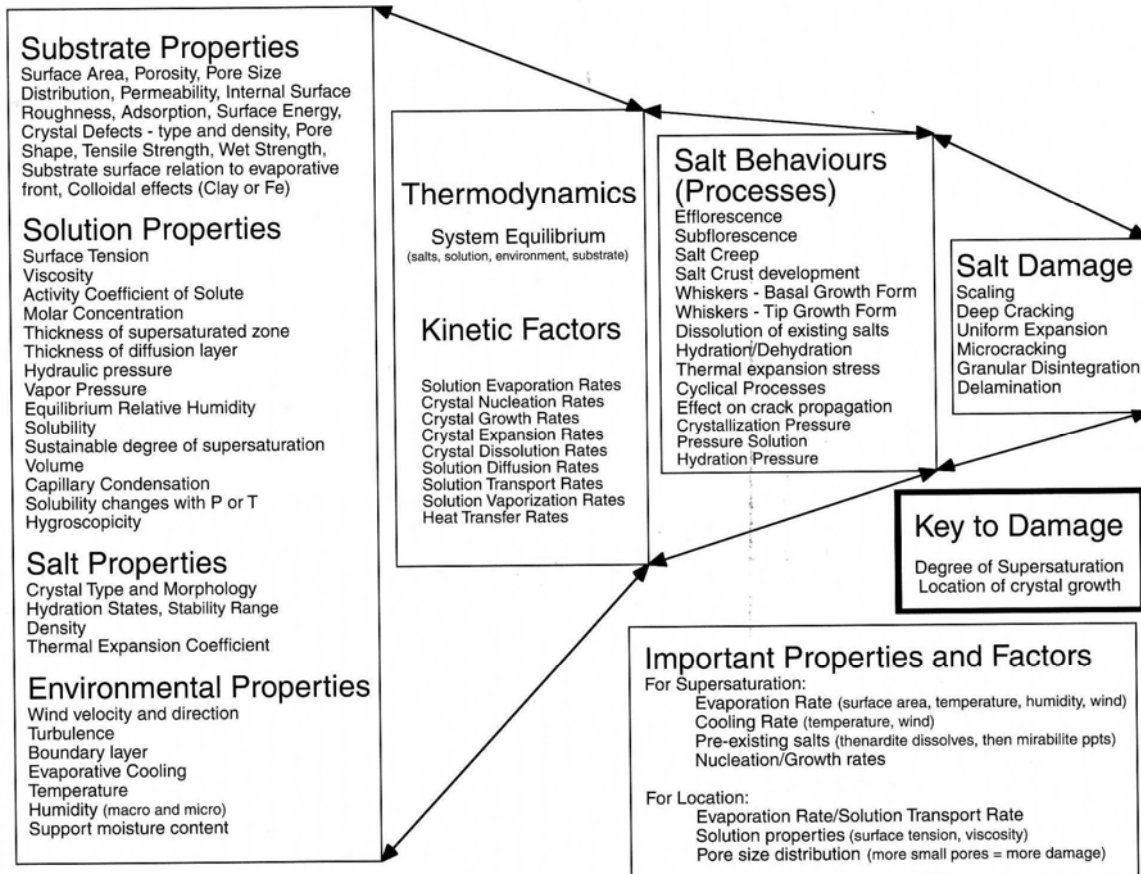 Substrate Properties
Surface Area, Porosity, Pore Size
Distribution, Permeability, Internal Surface
Roughness, Adsorption, Surface Energy,
Crystal Defects - type and density, Pore
Shape, Tensile Strength, Wet Strength,
Substrate surface relation to evaporative
front, Colloidal effects (Clay or Fe)
Solution Properties
Surface Tension
Viscosity
Activity Coefficient of Solute
Molar Concentration
Thickness of supersaturated zone
Thickness of diffusion layer
Hydraulic pressure
Vapor Pressure
Equilibrium Relative Humidity
Solubility
Sustainable degree of supersaturation
Volume
Capillary Condensation
Solubility changes with P or T
Hygroscopicity
Salt Properties
Crystal Type and Morphology
Hydration States, Stability Range
Density
Thermal Expansion Coefficient
Environmental Properties
Wind velocity and direction
Turbulence
Boundary layer
Evaporative Cooling
Temperature
Humidity (macro and micro)
Support moisture content
Thermodynamics
System Equilibrium
(salts, solution, environment, substrate)
Kinetic Factors
Solution Evaporation Rates
Crystal Nucleation Rates
Crystal Growth Rates
Crystal Expansion Rates
Crystal Dissolution Rates
Solution Diffusion Rates
Solution Transport Rates
Solution Vaporization Rates
Heat Transfer Rates
Salt Behaviours
(Processes)
Efflorescence
Subflorescence
Salt Creep
Salt Crust development
Whiskers - Basal Growth Form
Whiskers - Tip Growth Form
Dissolution of existing salts
Hydration/Dehydration
Thermal expansion stress
Cyclical Processes
Effect on crack propagation
Crystallization Pressure
Pressure Solution
Hydration Pressure
Salt Damage
Scaling
Deep Cracking
Uniform Expansion
Microcracking
Granular Disintegration
Delamination
Key to Damage
Degree of Supersaturation
Location of crystal growth
Important Properties and Factors
For Supersaturation:
Evaporation Rate (surface area, temperature, humidity, wind)
Cooling Rate (temperature, wind)
Pre-existing salts (thenardite dissolves, then mirabilite ppts)
Nucleation/Growth rates
For Location:
Evaporation Rate/Solution Transport Rate
Solution properties (surface tension, viscosity)
Pore size distribution (more small pores = more damage)